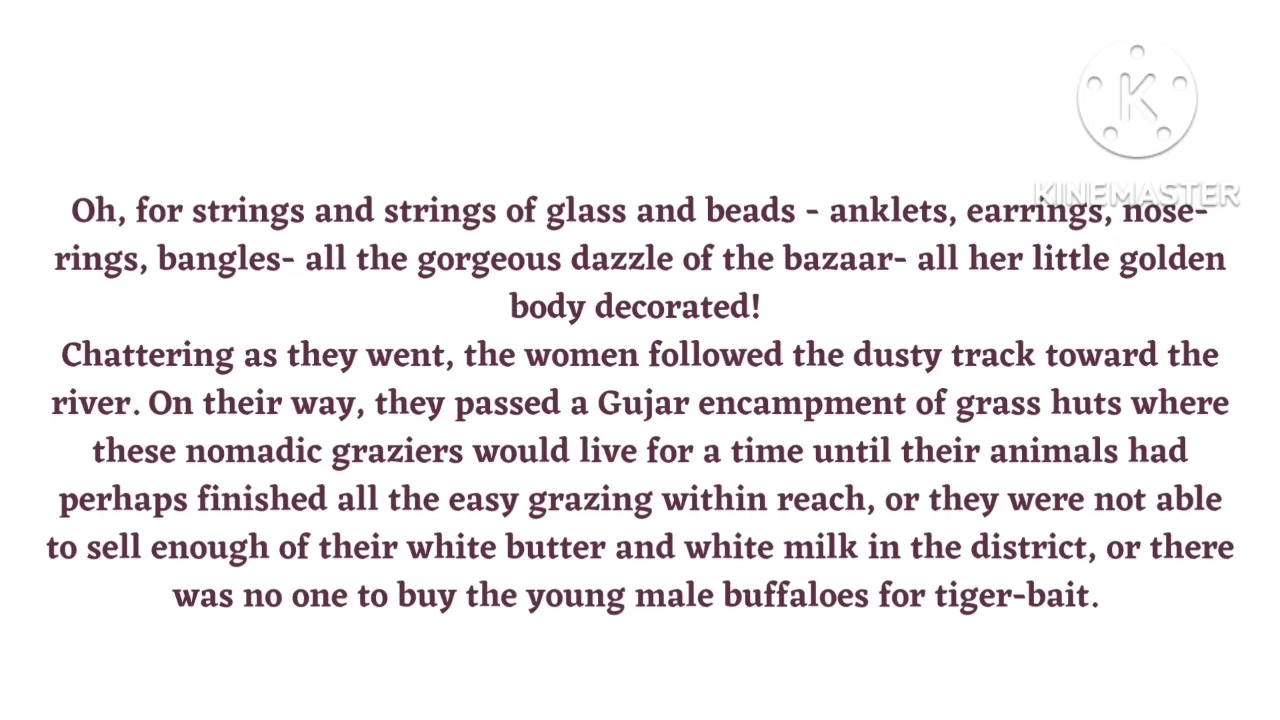 K
KINEMASTER
Oh, for strings and strings of glass and beads - anklets, earrings, nose-
rings, bangles- all the gorgeous dazzle of the bazaar- all her little golden
body decorated!
Chattering as they went, the women followed the dusty track toward the
river. On their way, they passed a Gujar encampment of grass huts where
these nomadic graziers would live for a time until their animals had
perhaps finished all the easy grazing within reach, or they were not able
to sell enough of their white butter and white milk in the district, or there
was no one to buy the young male buffaloes for tiger-bait.